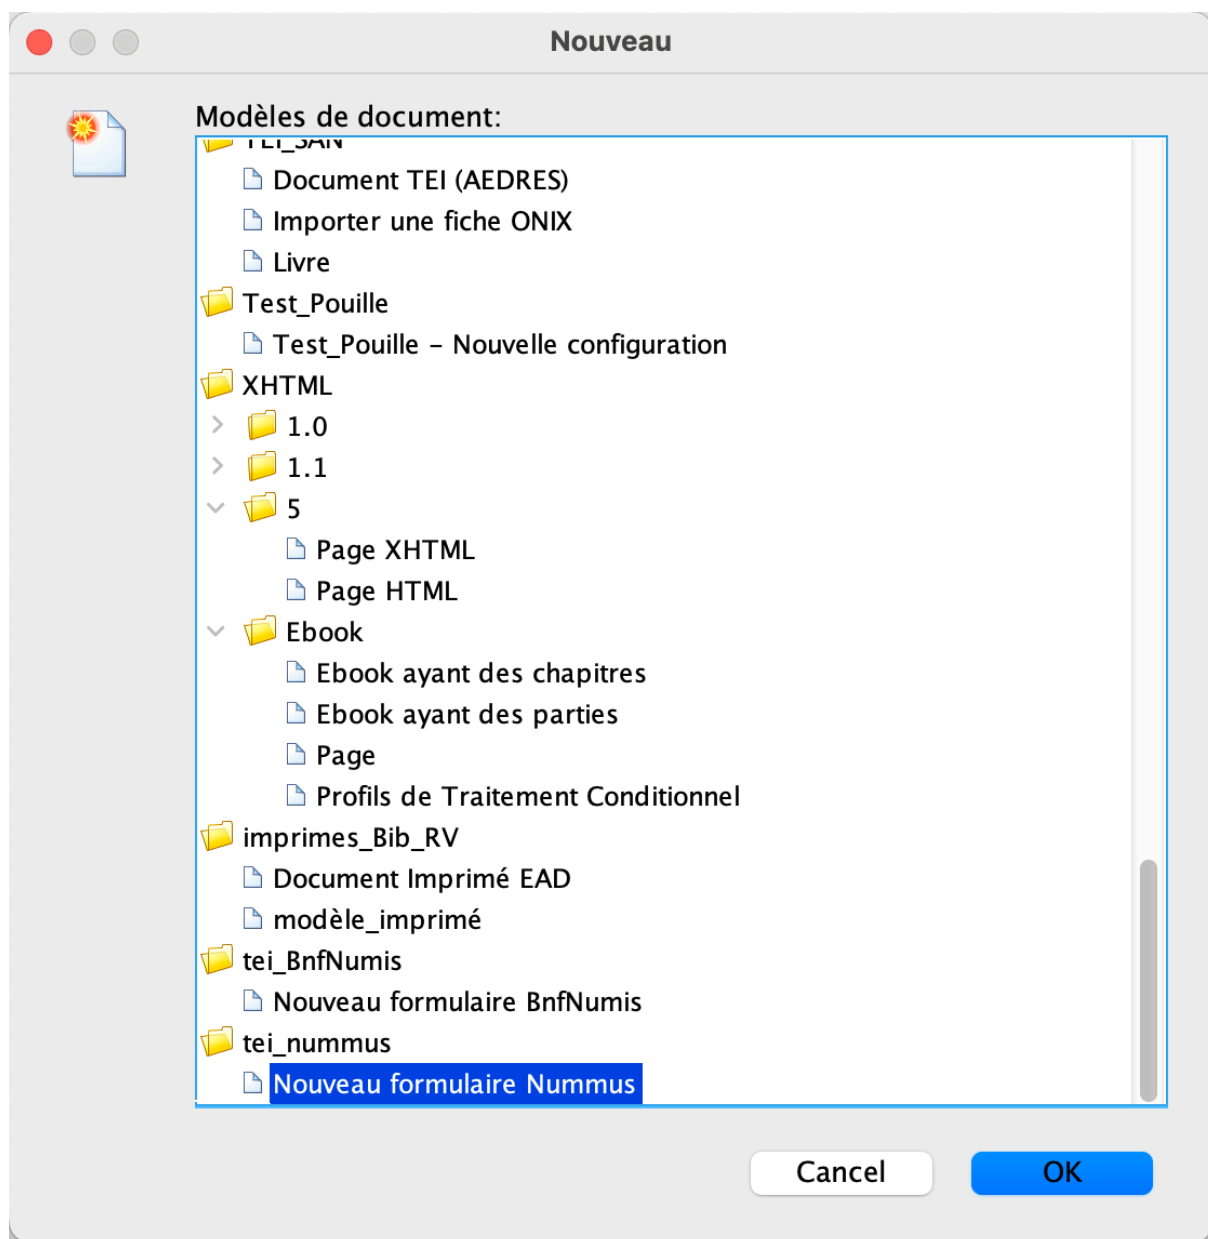 Nouveau
Modèles de document:
TEI_SAN
Document TEI (AEDRES)
Importer une fiche ONIX
Livre
Test_Pouille
Test_Pouille – Nouvelle configuration
XHTML
1.0
1.1
5
Page XHTML
Page HTML
Ebook
Ebook ayant des chapitres
Ebook ayant des parties
Page
Profils de Traitement Conditionnel
imprimes_Bib_RV
Document Imprimé EAD
modèle_imprimé
tei_BnfNumis
Nouveau formulaire BnfNumis
tei_nummus
Nouveau formulaire Nummus
Cancel
OK